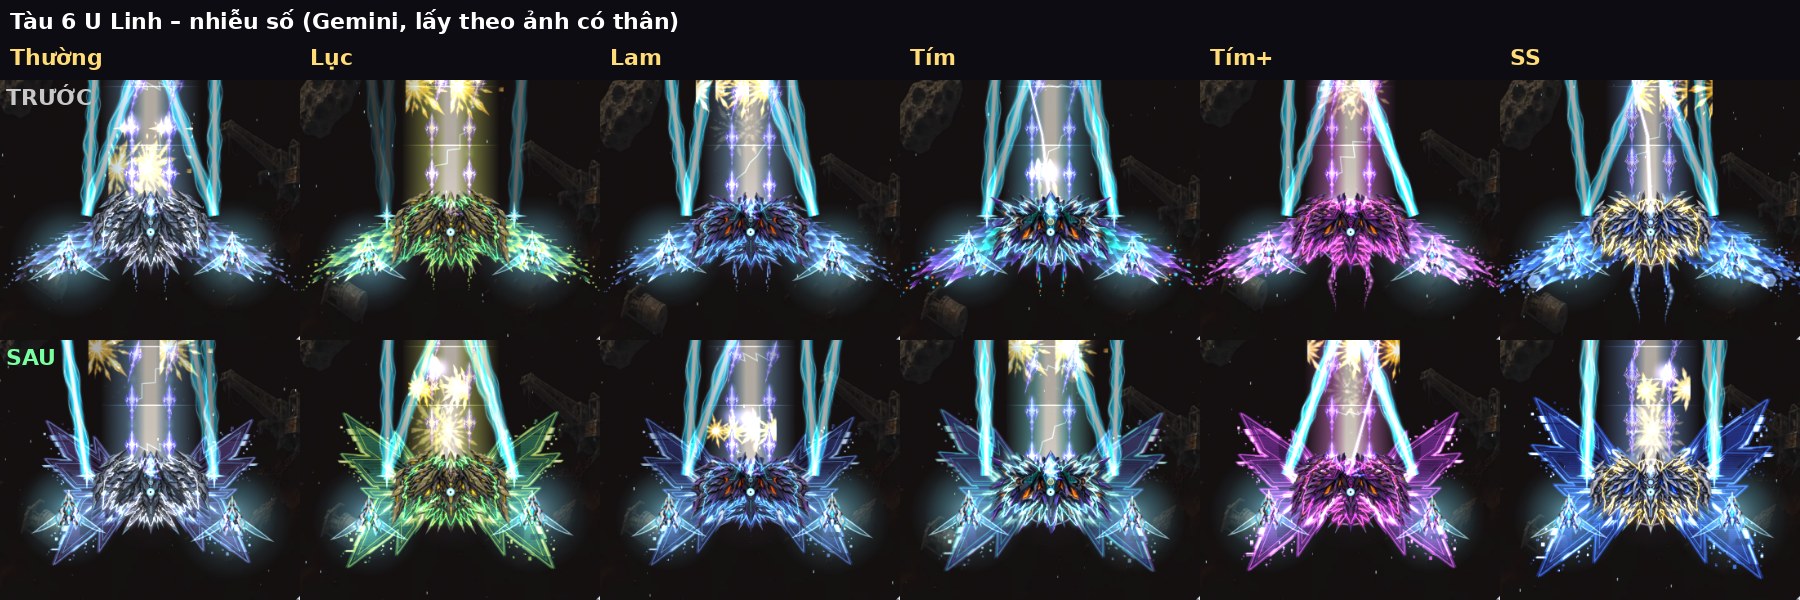 Tàu 6 U Linh – nhiễu số (Gemini, lấy theo ảnh có thân)
Thường Lục Lam Tím Tím+ SS
TRƯỚC
SAU